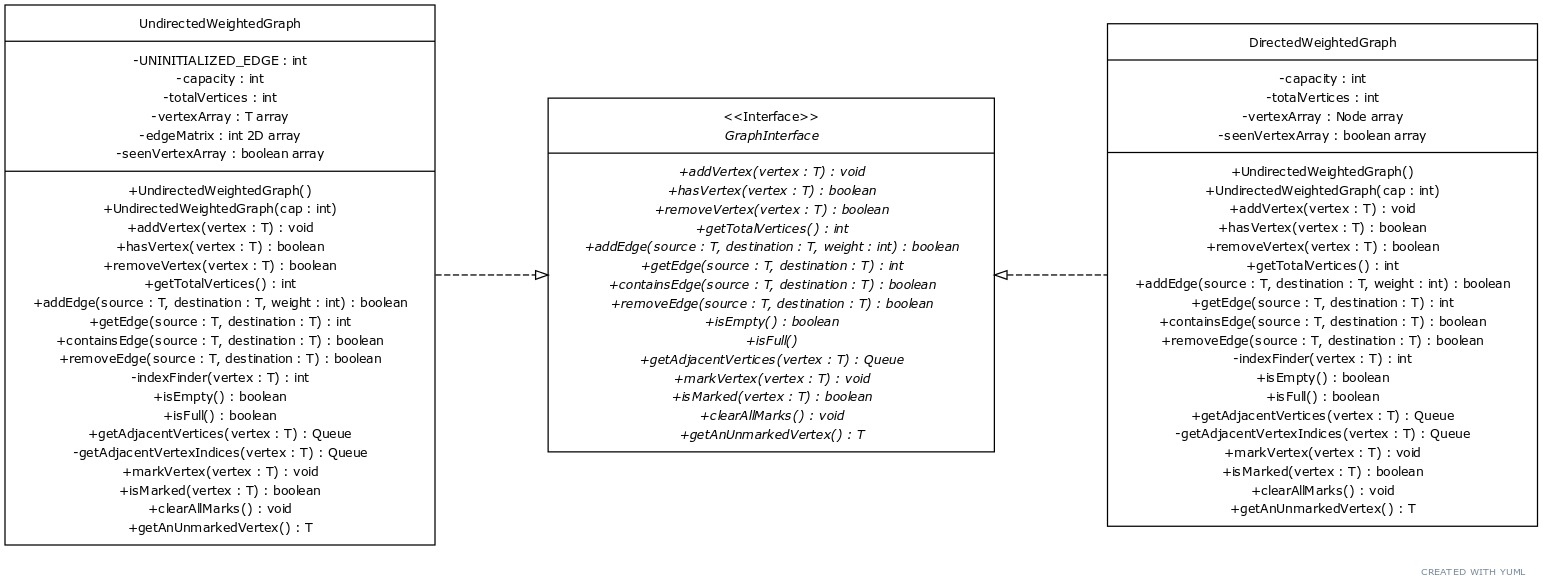 UndirectedWeightedGraph
-UNINITIALIZED_EDGE : int
-capacity : int
-totalVertices : int
-vertexArray : T array
-edgeMatrix : int 2D array
-seenVertexArray : boolean array
+UndirectedWeightedGraph()
+UndirectedWeightedGraph(cap : int)
+addVertex(vertex : T) : void
+hasVertex(vertex : T) : boolean
+removeVertex(vertex : T) : boolean
+getTotalVertices() : int
+addEdge(source : T, destination : T, weight : int) : boolean
+getEdge(source : T, destination : T) : int
+containsEdge(source : T, destination : T) : boolean
+removeEdge(source : T, destination : T) : boolean
-indexFinder(vertex : T) : int
+isEmpty() : boolean
+isFull() : boolean
+getAdjacentVertices(vertex : T) : Queue
-getAdjacentVertexIndices(vertex : T) : Queue
+markVertex(vertex : T) : void
+isMarked(vertex : T) : boolean
+clearAllMarks() : void
+getAnUnmarkedVertex() : T
<<Interface>>
GraphInterface
+addVertex(vertex : T) : void
+hasVertex(vertex : T) : boolean
+removeVertex(vertex : T) : boolean
+getTotalVertices() : int
+addEdge(source : T, destination : T, weight : int) : boolean
+getEdge(source : T, destination : T) : int
+containsEdge(source : T, destination : T) : boolean
+removeEdge(source : T, destination : T) : boolean
+isEmpty() : boolean
+isFull()
+getAdjacentVertices(vertex : T) : Queue
+markVertex(vertex : T) : void
+isMarked(vertex : T) : boolean
+clearAllMarks() : void
+getAnUnmarkedVertex() : T
DirectedWeightedGraph
-capacity : int
-totalVertices : int
-vertexArray : Node array
-seenVertexArray : boolean array
+UndirectedWeightedGraph()
+UndirectedWeightedGraph(cap : int)
+addVertex(vertex : T) : void
+hasVertex(vertex : T) : boolean
+removeVertex(vertex : T) : boolean
+getTotalVertices() : int
+addEdge(source : T, destination : T, weight : int) : boolean
+getEdge(source : T, destination : T) : int
+containsEdge(source : T, destination : T) : boolean
+removeEdge(source : T, destination : T) : boolean
-indexFinder(vertex : T) : int
+isEmpty() : boolean
+isFull() : boolean
+getAdjacentVertices(vertex : T) : Queue
-getAdjacentVertexIndices(vertex : T) : Queue
+markVertex(vertex : T) : void
+isMarked(vertex : T) : boolean
+clearAllMarks() : void
+getAnUnmarkedVertex() : T
CREATED WITH YUML